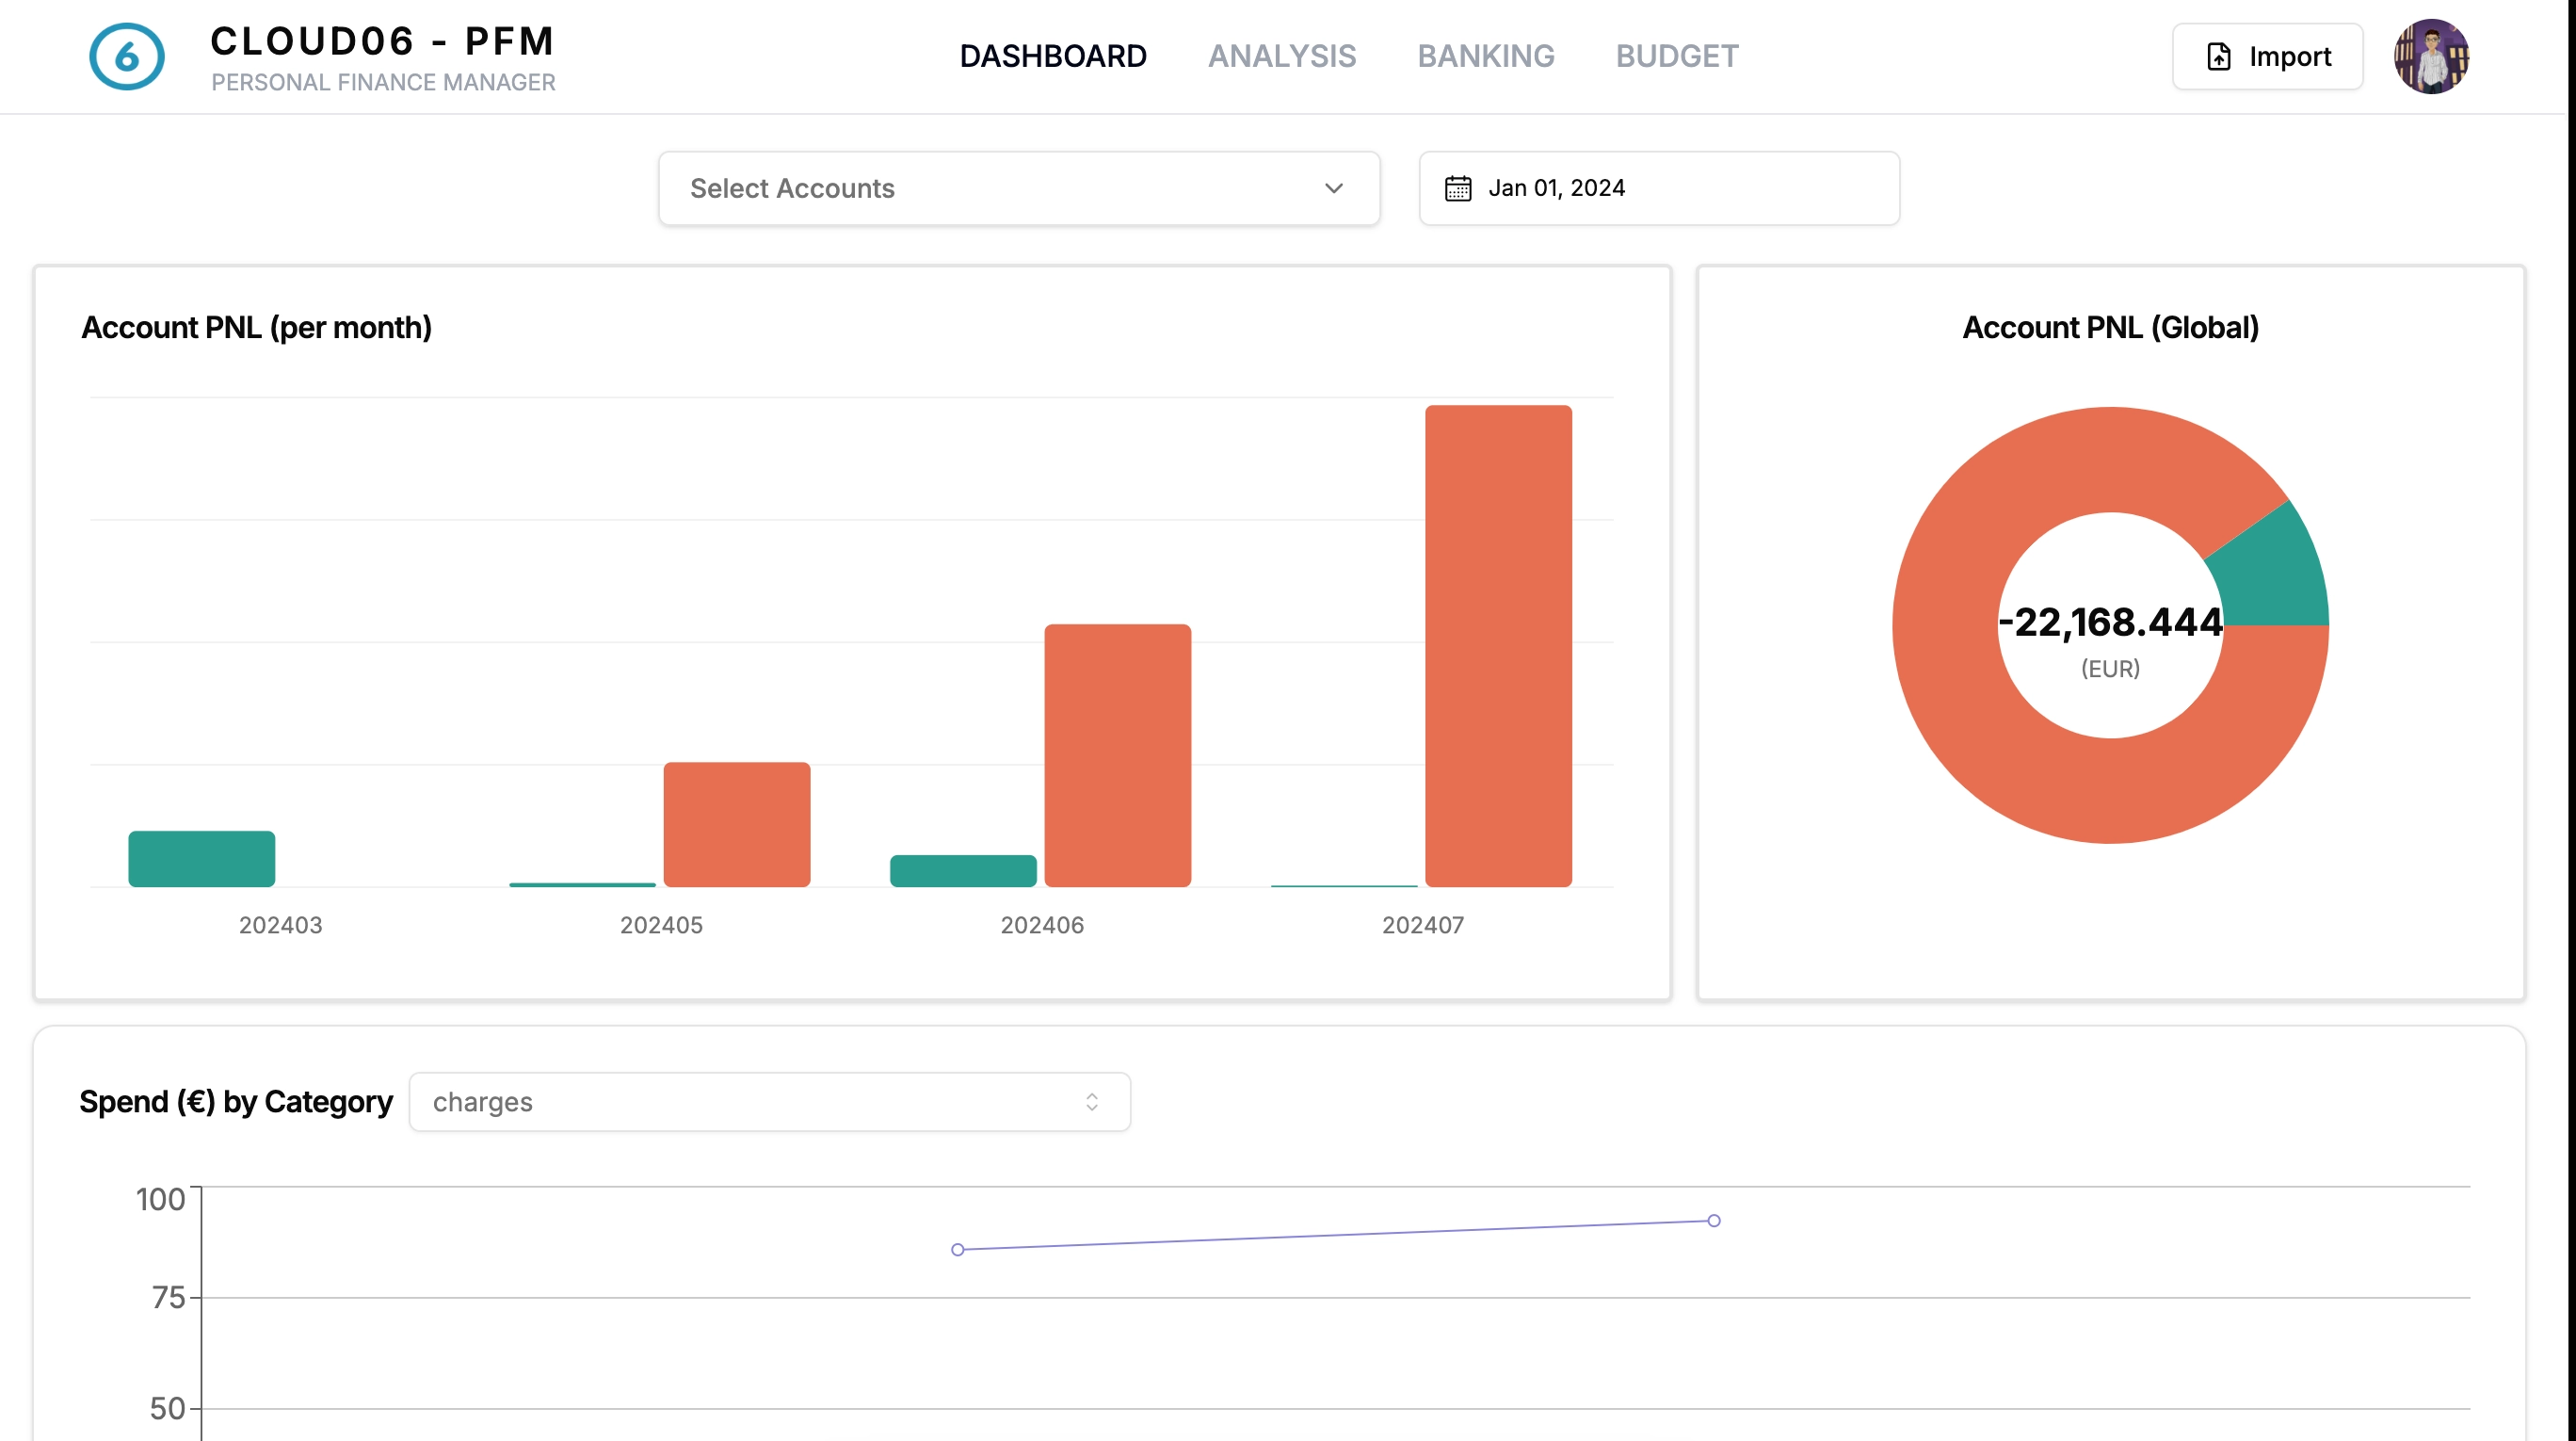 6
CLOUD06 - PFM
PERSONAL FINANCE MANAGER
DASHBOARD
ANALYSIS
BANKING
BUDGET
Import
Select Accounts
Jan 01, 2024
Account PNL (per month)
202403
202405
202406
202407
Account PNL (Global)
-22,168.444
(EUR)
Spend (€) by Category
charges
100
75
50